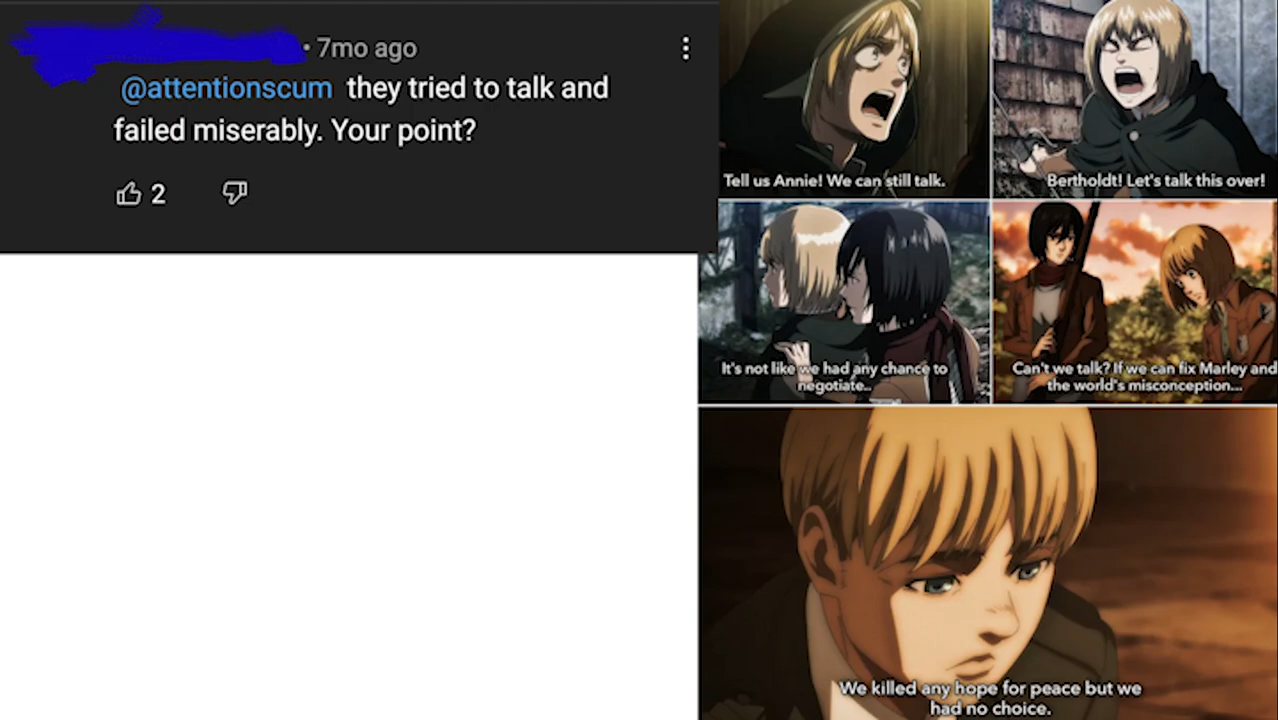 • 7mo ago
@attentionscum they tried to talk and
failed miserably. Your point?
2
Tell us Annie! We can still talk.
Bertholdt! Let's talk this over!
It's not like we had any chance to
negotiate..
Can't we talk? If we can fix Marley and
the world's misconception...
We killed any hope for peace but we
had no choice.